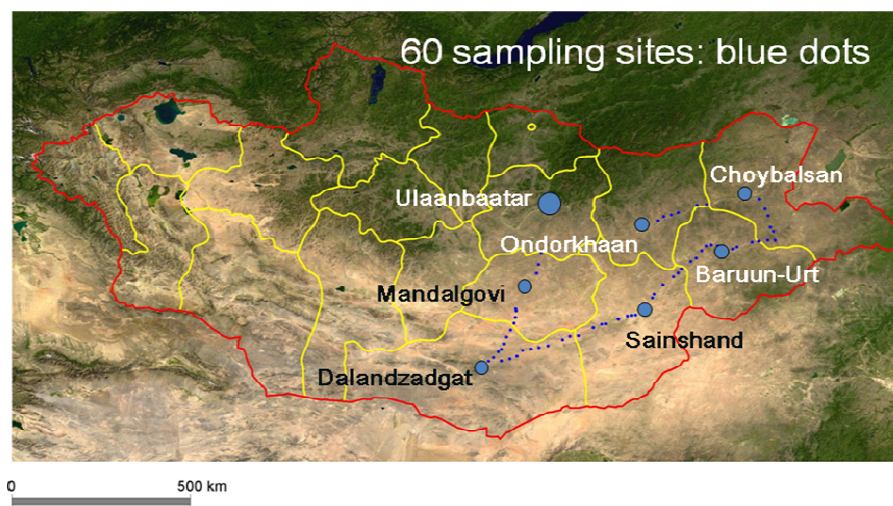 60 sampling sites: blue dots
Choybalsan
Ulaanbaatar
Ondorkhaan
Baruun-Urt
Mandalgovi
Sainshand
Dalandzadgat
0 500 km